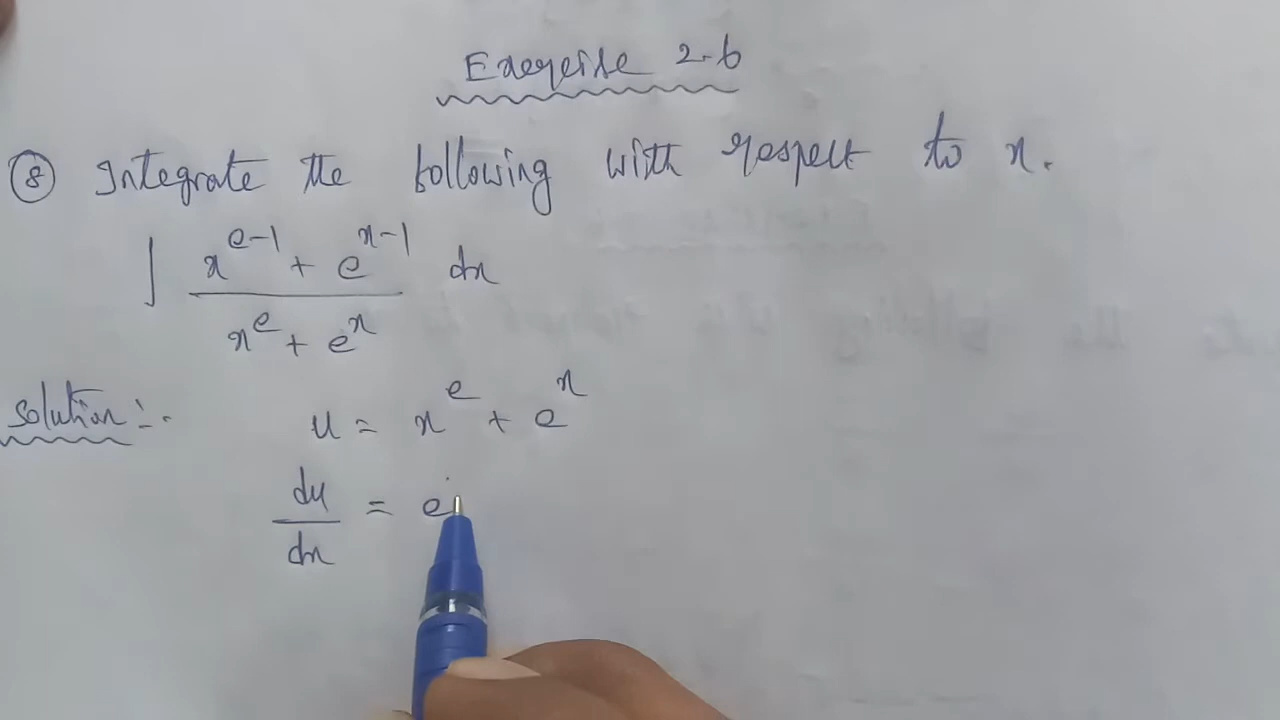 Exercise 2.6
⑧ Integrate the following with respect to x.
∫ (x^(e-1) + e^(x-1)) / (x^e + e^x) dx
Solution:-
u = x^e + e^x
du/dx = e